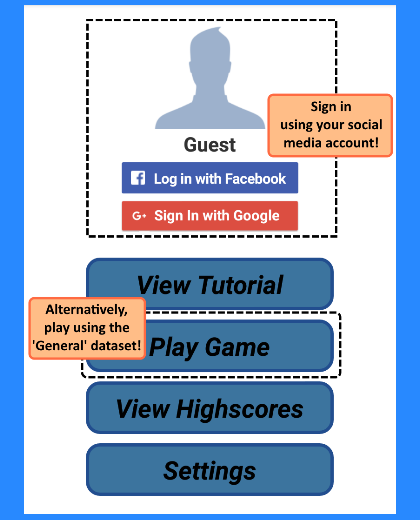 Sign in
using your social
media account!
Guest
Log in with Facebook
G+ Sign In with Google
View Tutorial
Alternatively,
play using the
'General' dataset!
Play Game
View Highscores
Settings